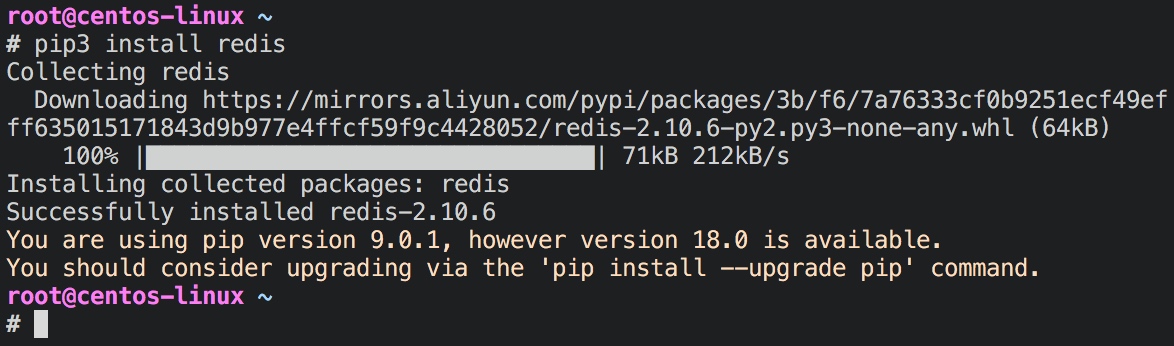 root@centos-linux ~
# pip3 install redis
Collecting redis
  Downloading https://mirrors.aliyun.com/pypi/packages/3b/f6/7a76333cf0b9251ecf49ef
ff635015171843d9b977e4ffcf59f9c4428052/redis-2.10.6-py2.py3-none-any.whl (64kB)
    100% |████████████████████████████████| 71kB 212kB/s
Installing collected packages: redis
Successfully installed redis-2.10.6
You are using pip version 9.0.1, however version 18.0 is available.
You should consider upgrading via the 'pip install --upgrade pip' command.
root@centos-linux ~
#